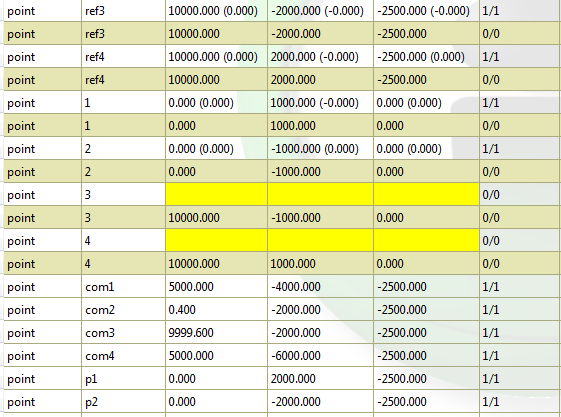 point ref3 10000.000 (0.000) -2000.000 (-0.000) -2500.000 (-0.000) 1/1
point ref3 10000.000 -2000.000 -2500.000 0/0
point ref4 10000.000 (0.000) 2000.000 (-0.000) -2500.000 (0.000) 1/1
point ref4 10000.000 2000.000 -2500.000 0/0
point 1 0.000 (0.000) 1000.000 (-0.000) 0.000 (0.000) 1/1
point 1 0.000 1000.000 0.000 0/0
point 2 0.000 (0.000) -1000.000 (0.000) 0.000 (0.000) 1/1
point 2 0.000 -1000.000 0.000 0/0
point 3 0/0
point 3 10000.000 -1000.000 0.000 0/0
point 4 0/0
point 4 10000.000 1000.000 0.000 0/0
point com1 5000.000 -4000.000 -2500.000 1/1
point com2 0.400 -2000.000 -2500.000 1/1
point com3 9999.600 -2000.000 -2500.000 1/1
point com4 5000.000 -6000.000 -2500.000 1/1
point p1 0.000 2000.000 -2500.000 1/1
point p2 0.000 -2000.000 -2500.000 1/1